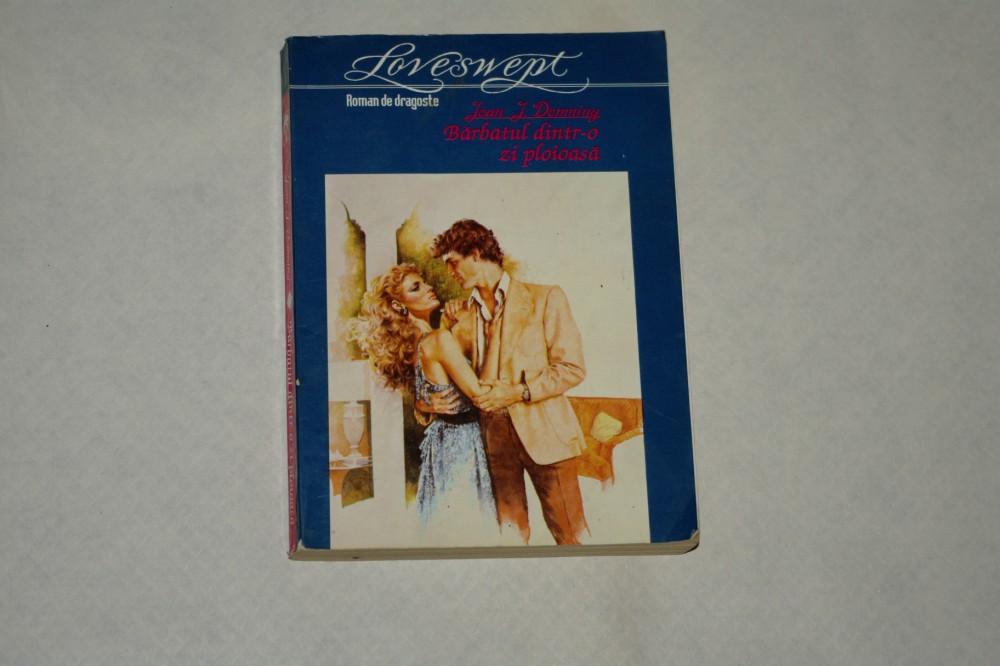 Loveswept
Roman de dragoste
Joan J. Domning
Bărbatul dintr-o
zi ploioasă